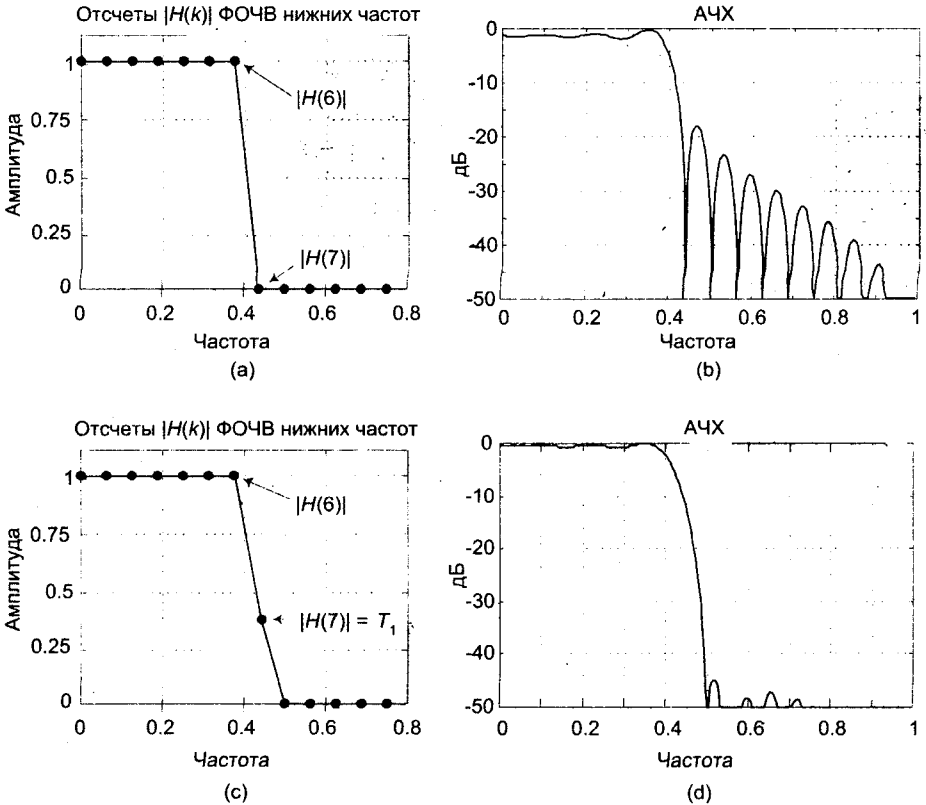 Отсчеты |H(k)| ФОЧВ нижних частот
1
0.75
0.5
0.25
0
Амплитуда
|H(6)|
|H(7)|
0 0.2 0.4 0.6 0.8
Частота
(a)
АЧХ
0
-10
-20
-30
-40
-50
дБ
0 0.2 0.4 0.6 0.8 1
Частота
(b)
Отсчеты |H(k)| ФОЧВ нижних частот
1
0.75
0.5
0.25
0
Амплитуда
|H(6)|
|H(7)| = T₁
0 0.2 0.4 0.6 0.8
Частота
(c)
АЧХ
0
-10
-20
-30
-40
-50
дБ
0 0.2 0.4 0.6 0.8 1
Частота
(d)